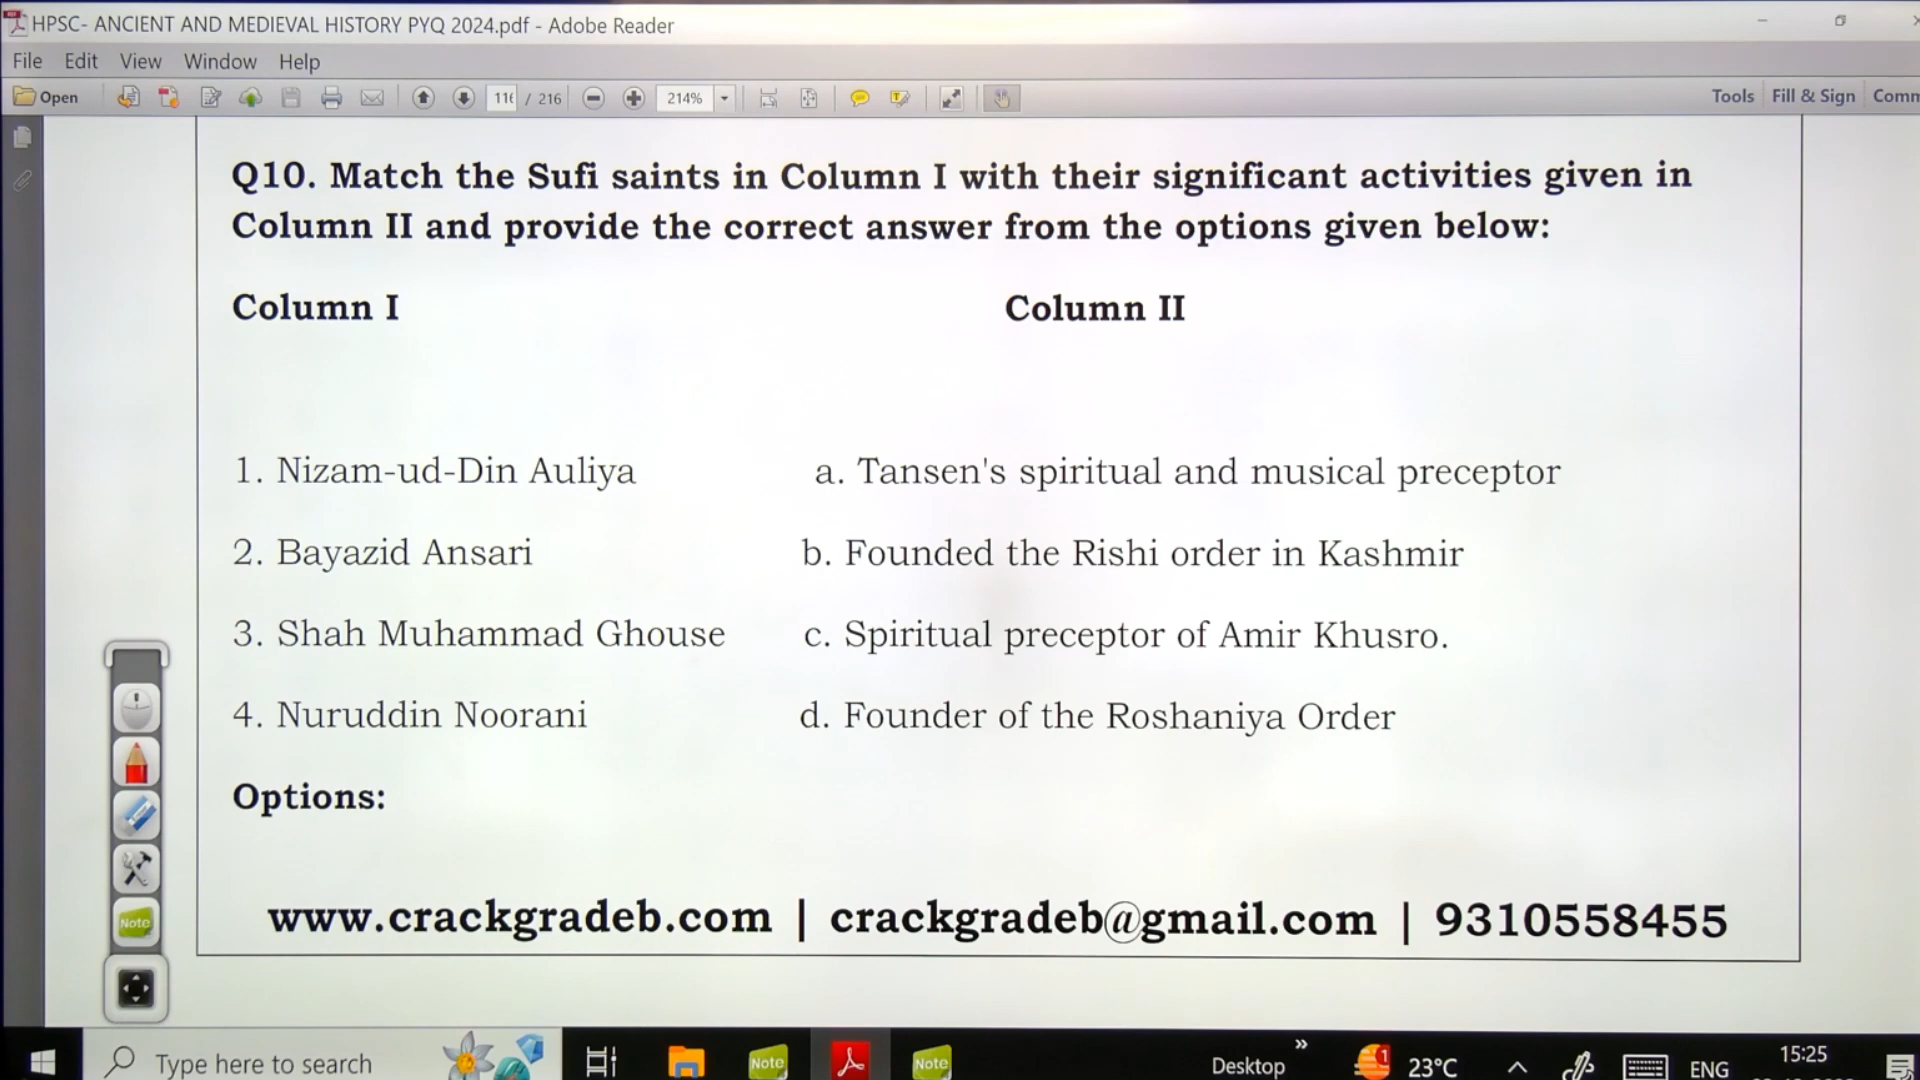 HPSC- ANCIENT AND MEDIEVAL HISTORY PYQ 2024.pdf - Adobe Reader
File Edit View Window Help
Open 116 / 216 214% Tools Fill & Sign Comm
Q10. Match the Sufi saints in Column I with their significant activities given in
Column II and provide the correct answer from the options given below:
Column I Column II
1. Nizam-ud-Din Auliya a. Tansen's spiritual and musical preceptor
2. Bayazid Ansari b. Founded the Rishi order in Kashmir
3. Shah Muhammad Ghouse c. Spiritual preceptor of Amir Khusro.
4. Nuruddin Noorani d. Founder of the Roshaniya Order
Options:
Note
www.crackgradeb.com | crackgradeb@gmail.com | 9310558455
Type here to search Note Note Desktop 1 23°C ENG 15:25